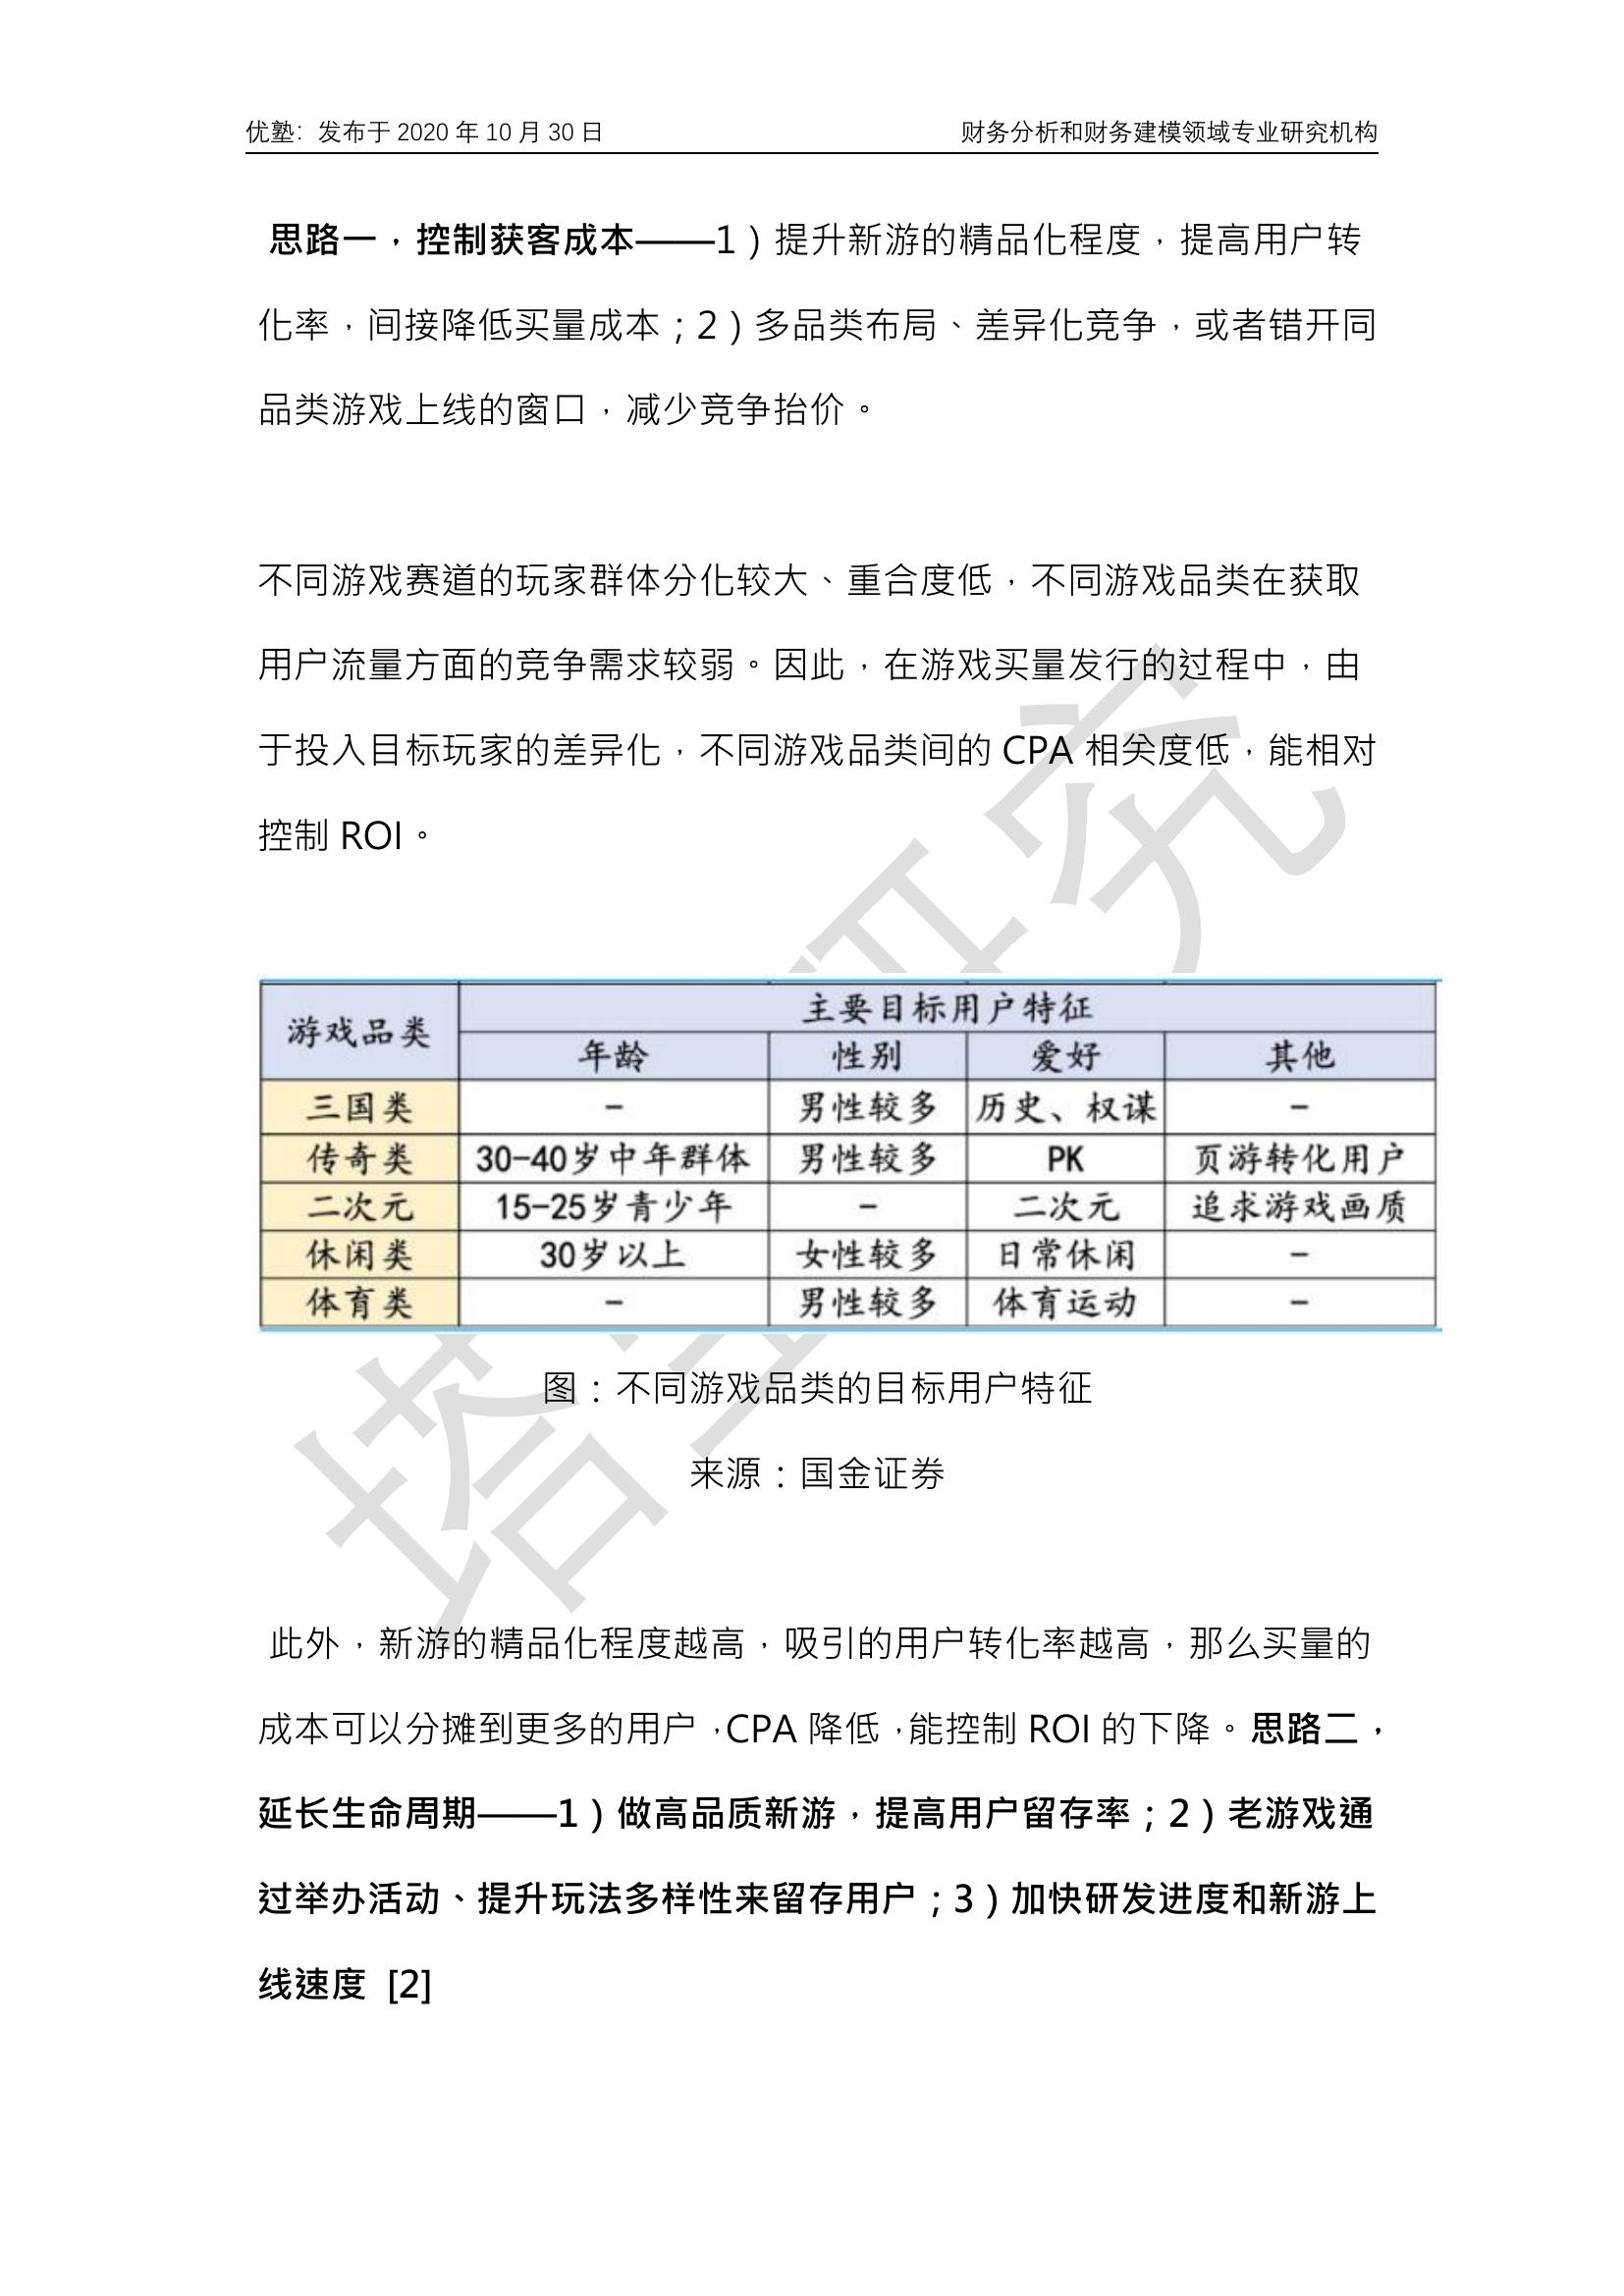 优塾：发布于 2020 年 10 月 30 日 财务分析和财务建模领域专业研究机构
思路一，控制获客成本——1）提升新游的精品化程度，提高用户转
化率，间接降低买量成本；2）多品类布局、差异化竞争，或者错开同
品类游戏上线的窗口，减少竞争抬价。
不同游戏赛道的玩家群体分化较大、重合度低，不同游戏品类在获取
用户流量方面的竞争需求较弱。因此，在游戏买量发行的过程中，由
于投入目标玩家的差异化，不同游戏品类间的 CPA 相关度低，能相对
控制 ROI。
游戏品类 主要目标用户特征
年龄 性别 爱好 其他
三国类 – 男性较多 历史、权谋 –
传奇类 30-40岁中年群体 男性较多 PK 页游转化用户
二次元 15-25岁青少年 – 二次元 追求游戏画质
休闲类 30岁以上 女性较多 日常休闲 –
体育类 – 男性较多 体育运动 –
图：不同游戏品类的目标用户特征
来源：国金证券
此外，新游的精品化程度越高，吸引的用户转化率越高，那么买量的
成本可以分摊到更多的用户，CPA 降低，能控制 ROI 的下降。思路二，
延长生命周期——1）做高品质新游，提高用户留存率；2）老游戏通
过举办活动、提升玩法多样性来留存用户；3）加快研发进度和新游上
线速度 [2]